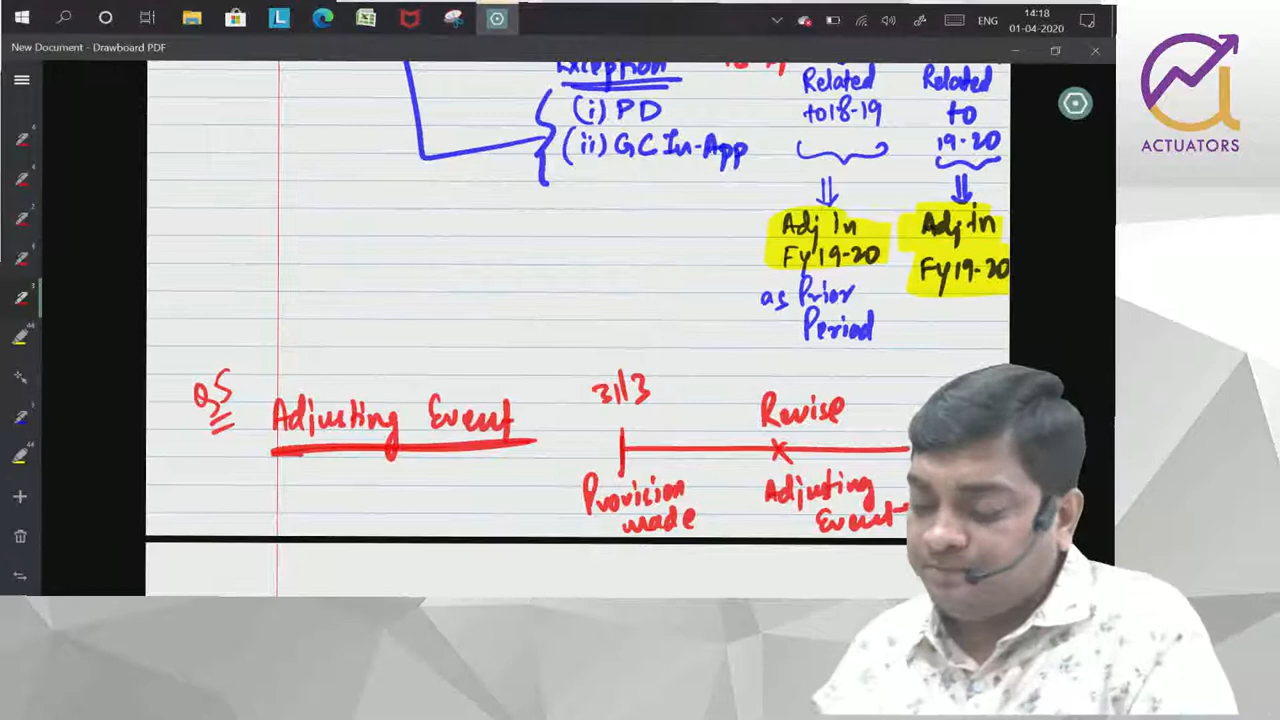 14:18
ENG
01-04-2020
New Document - Drawboard PDF
ACTUATORS
Exception
(i) PD
(ii) GC In-App
Related
to 18-19
Related
to
19-20
Adj In
Fy 19-20
as Prior
Period
Adj In
Fy 19-20
Q5
Adjusting Event
31/3
Revise
Provision
made
Adjusting
Event